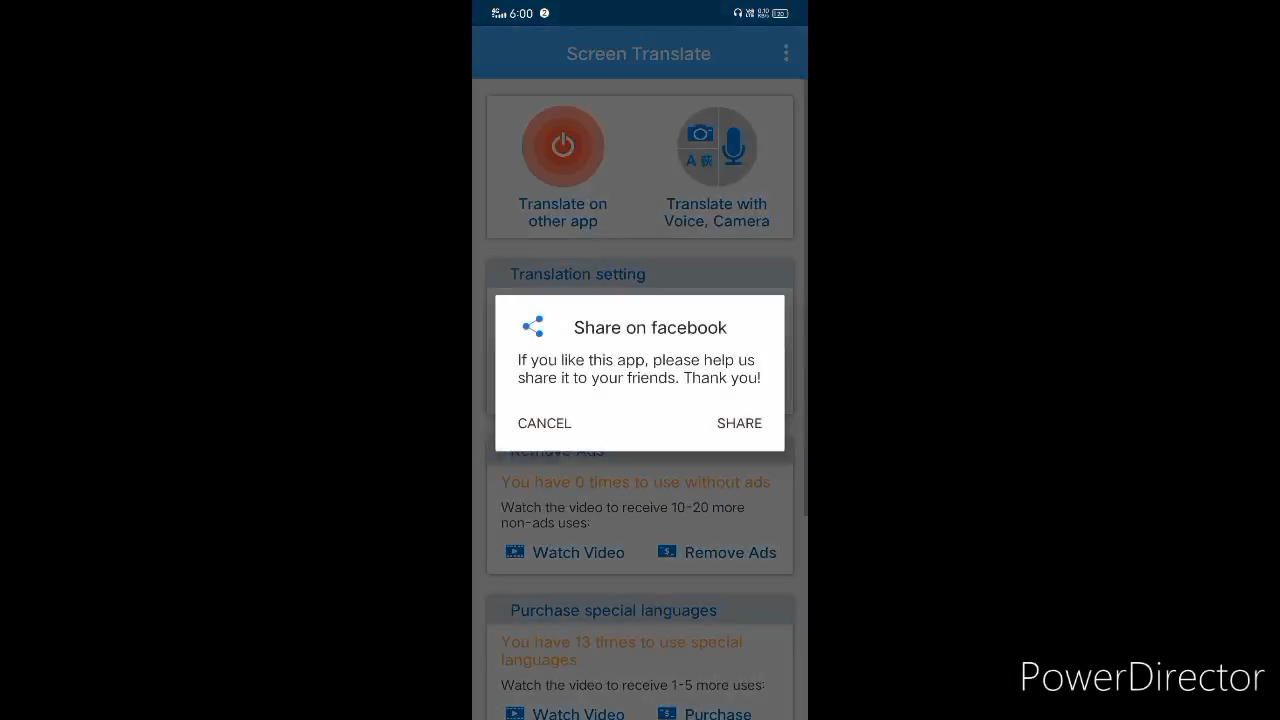 6:00
Screen Translate
Translate on
other app
Translate with
Voice, Camera
Translation setting
Share on facebook
If you like this app, please help us
share it to your friends. Thank you!
CANCEL
SHARE
Remove Ads
You have 0 times to use without ads
Watch the video to receive 10-20 more
non-ads uses:
Watch Video
Remove Ads
Purchase special languages
You have 13 times to use special
languages
Watch the video to receive 1-5 more uses:
Watch Video
Purchase
PowerDirector